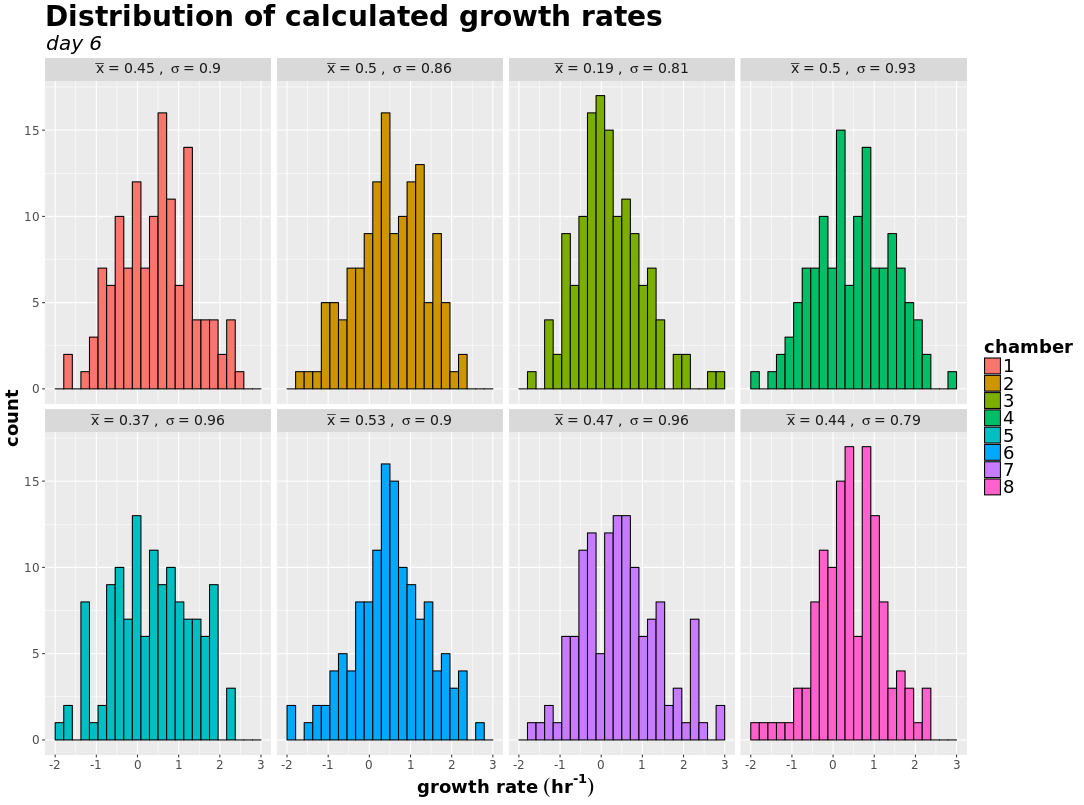 Distribution of calculated growth rates
day 6
x̅ = 0.45 , σ = 0.9
x̅ = 0.5 , σ = 0.86
x̅ = 0.19 , σ = 0.81
x̅ = 0.5 , σ = 0.93
15
10
5
0
x̅ = 0.37 , σ = 0.96
x̅ = 0.53 , σ = 0.9
x̅ = 0.47 , σ = 0.96
x̅ = 0.44 , σ = 0.79
15
10
5
0
-2 -1 0 1 2 3
-2 -1 0 1 2 3
-2 -1 0 1 2 3
-2 -1 0 1 2 3
growth rate (hr⁻¹)
count
chamber
1
2
3
4
5
6
7
8